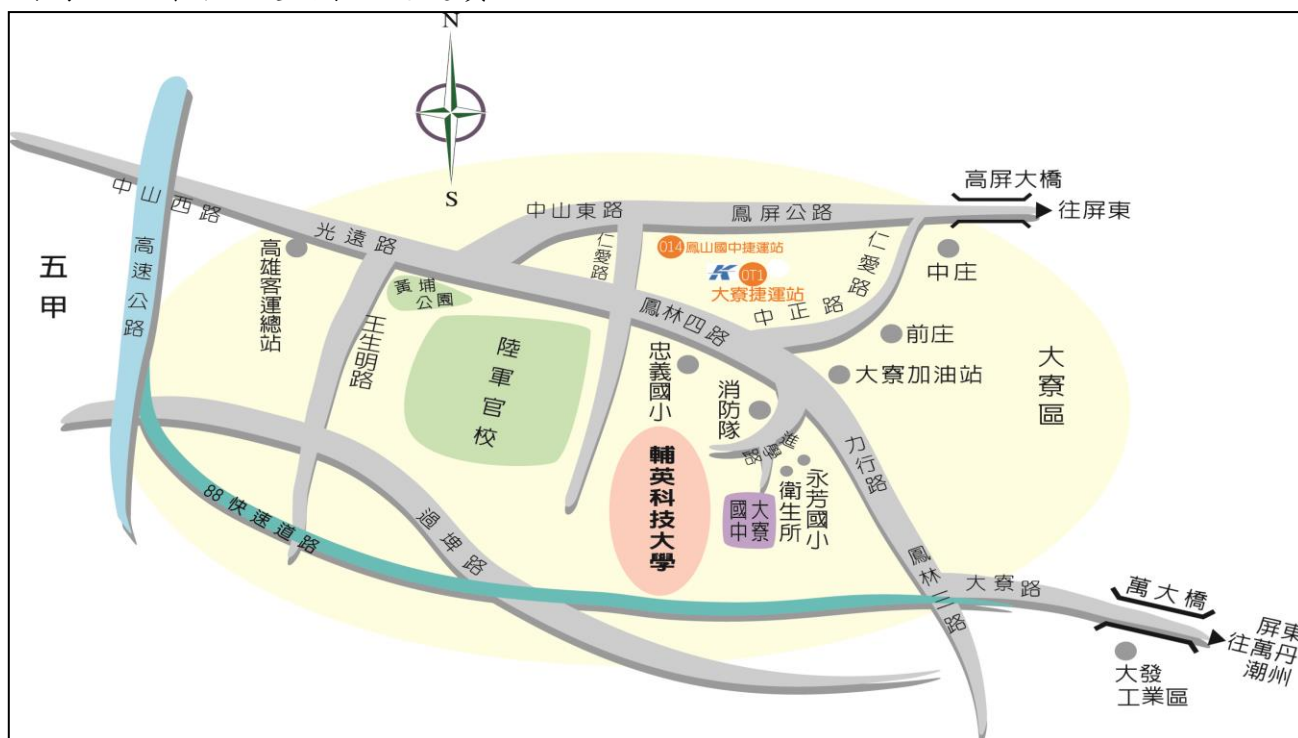 N
S
高屏大橋
往屏東
中山西路
光遠路
中山東路
鳳屏公路
仁愛路
仁愛路
014 鳳山國中捷運站
K OT1
大寮捷運站
中庄
五甲
高速公路
高雄客運總站
王生明路
黃埔
公園
陸軍官校
鳳林四路
中正路
前庄
大寮加油站
大寮區
忠義國小
消防隊
進學路
輔英科技大學
大寮
國中
衛生所
永芳國小
力行路
88快速道路
過埤路
鳳林三路
大寮路
萬大橋
屏東
往萬丹
潮州
大發
工業區